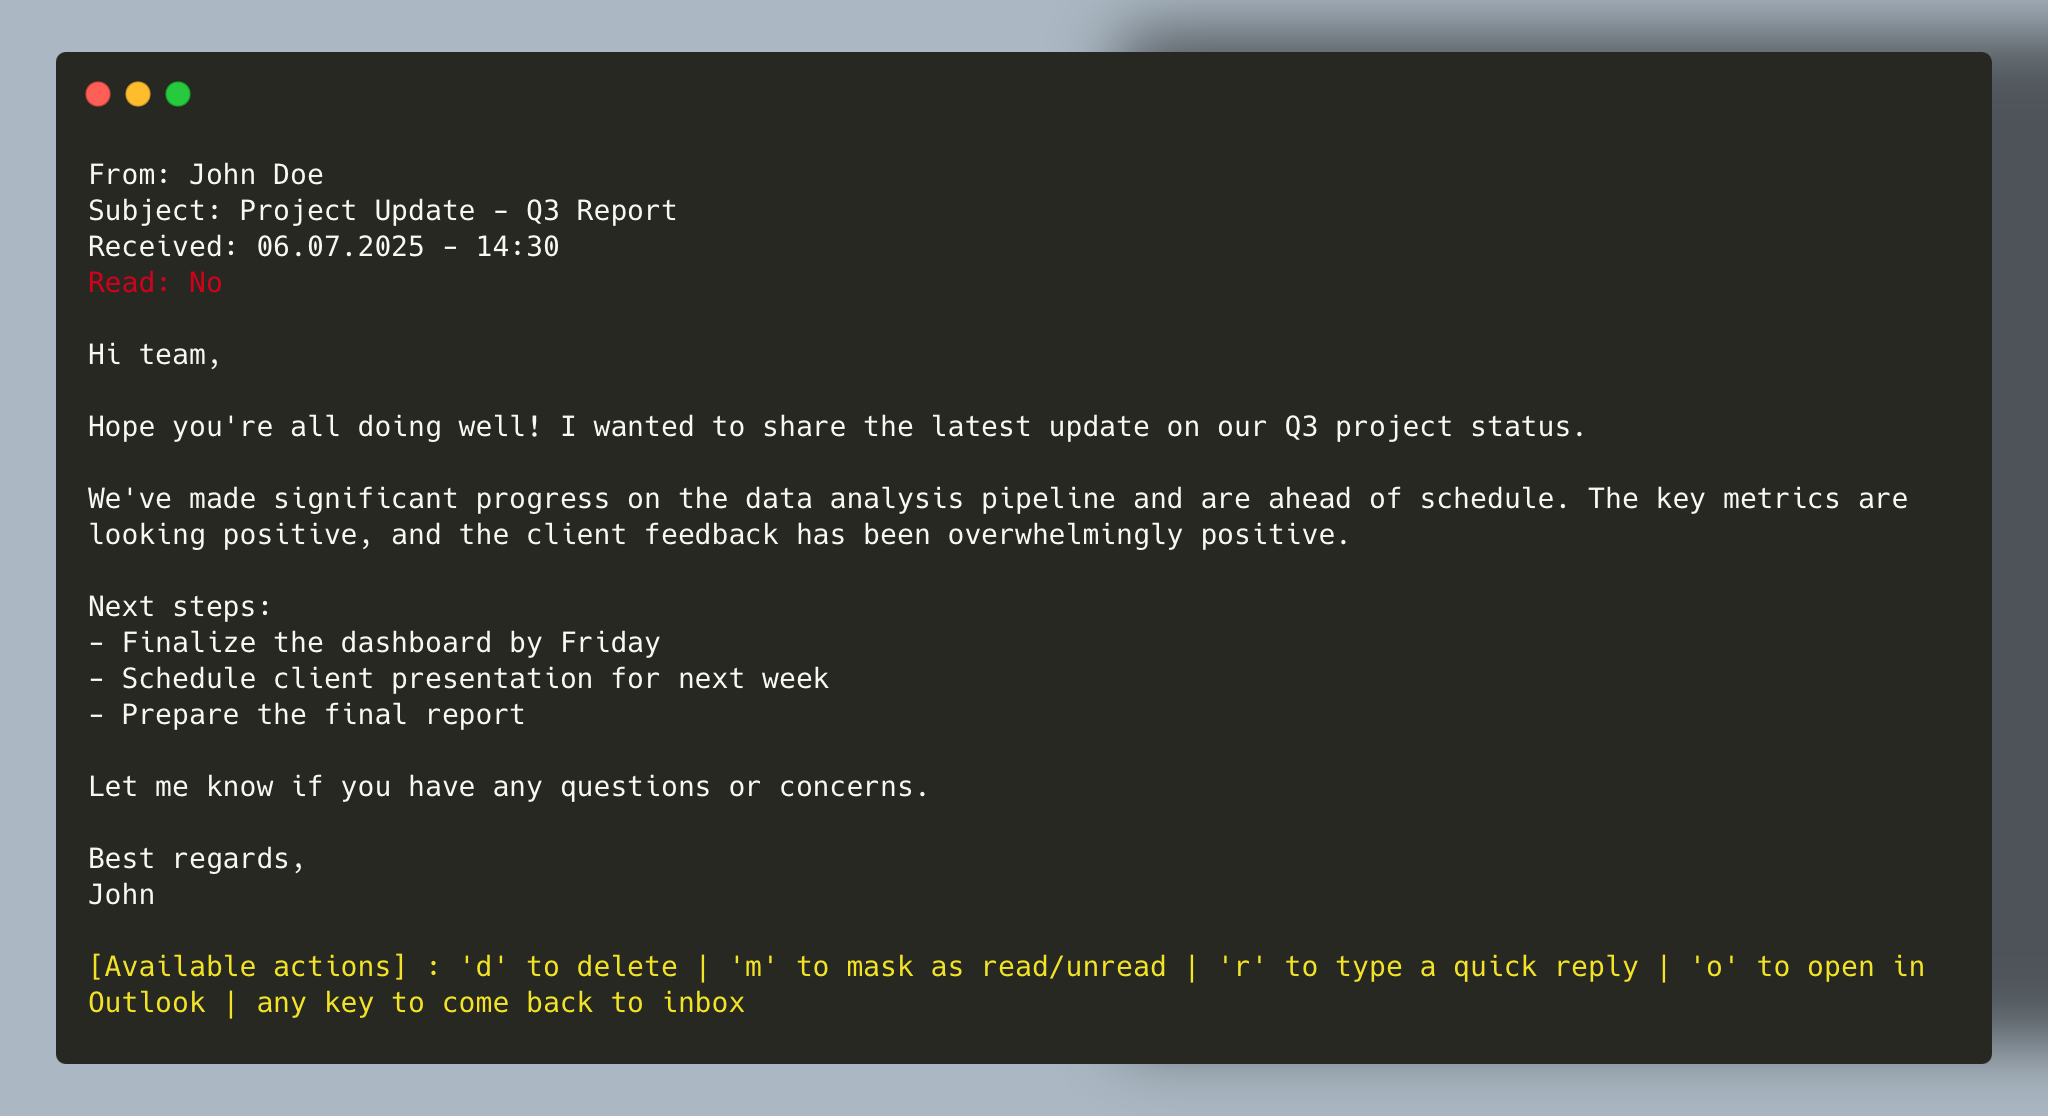 From: John Doe
Subject: Project Update - Q3 Report
Received: 06.07.2025 - 14:30
Read: No
Hi team,
Hope you're all doing well! I wanted to share the latest update on our Q3 project status.
We've made significant progress on the data analysis pipeline and are ahead of schedule. The key metrics are
looking positive, and the client feedback has been overwhelmingly positive.
Next steps:
- Finalize the dashboard by Friday
- Schedule client presentation for next week
- Prepare the final report
Let me know if you have any questions or concerns.
Best regards,
John
[Available actions] : 'd' to delete | 'm' to mask as read/unread | 'r' to type a quick reply | 'o' to open in
Outlook | any key to come back to inbox